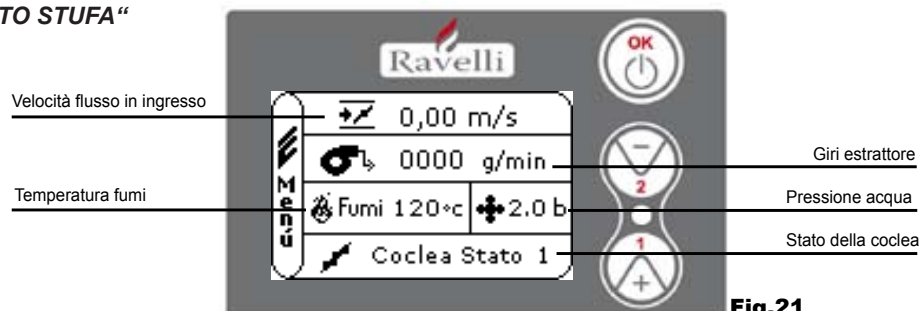 TO STUFA“
Ravelli
OK
Velocità flusso in ingresso
0,00 m/s
0000 g/min
Giri estrattore
Menú
2
Temperatura fumi
Fumi 120°c
2.0 b
Pressione acqua
1
Coclea Stato 1
Stato della coclea
Fig.21